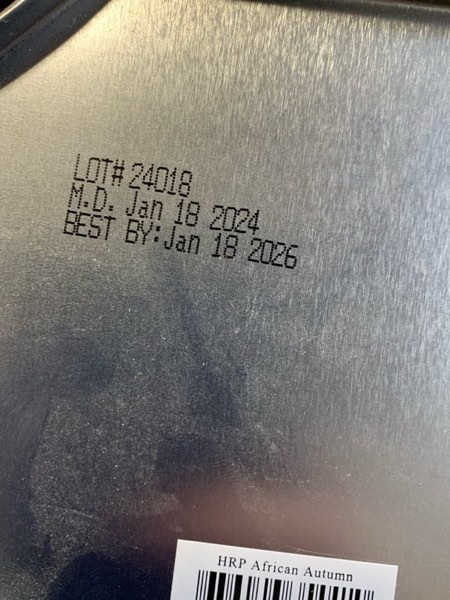 LOT# 24018
M.D. Jan 18 2024
BEST BY: Jan 18 2026
HRP African Autumn